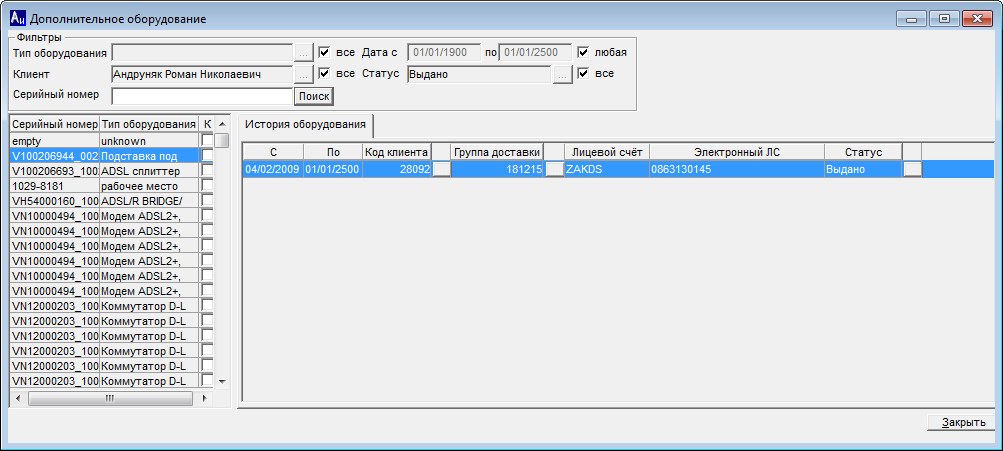 Аи Дополнительное оборудование
Фильтры
Тип оборудования ... все Дата с 01/01/1900 по 01/01/2500 любая
Клиент Андруняк Роман Николаевич ... все Статус Выдано ... все
Серийный номер Поиск
Серийный номер Тип оборудования К
empty unknown
V100206944_002 Подставка под
V100206693_100 ADSL сплиттер
1029-8181 рабочее место
VH54000160_100 ADSL/R BRIDGE/
VN10000494_100 Модем ADSL2+,
VN10000494_100 Модем ADSL2+,
VN10000494_100 Модем ADSL2+,
VN10000494_100 Модем ADSL2+,
VN10000494_100 Модем ADSL2+,
VN10000494_100 Модем ADSL2+,
VN12000203_100 Коммутатор D-L
VN12000203_100 Коммутатор D-L
VN12000203_100 Коммутатор D-L
VN12000203_100 Коммутатор D-L
VN12000203_100 Коммутатор D-L
VN12000203_100 Коммутатор D-L
История оборудования
С По Код клиента Группа доставки Лицевой счёт Электронный ЛС Статус
04/02/2009 01/01/2500 28092 181215 ZAKDS 0863130145 Выдано
Закрыть